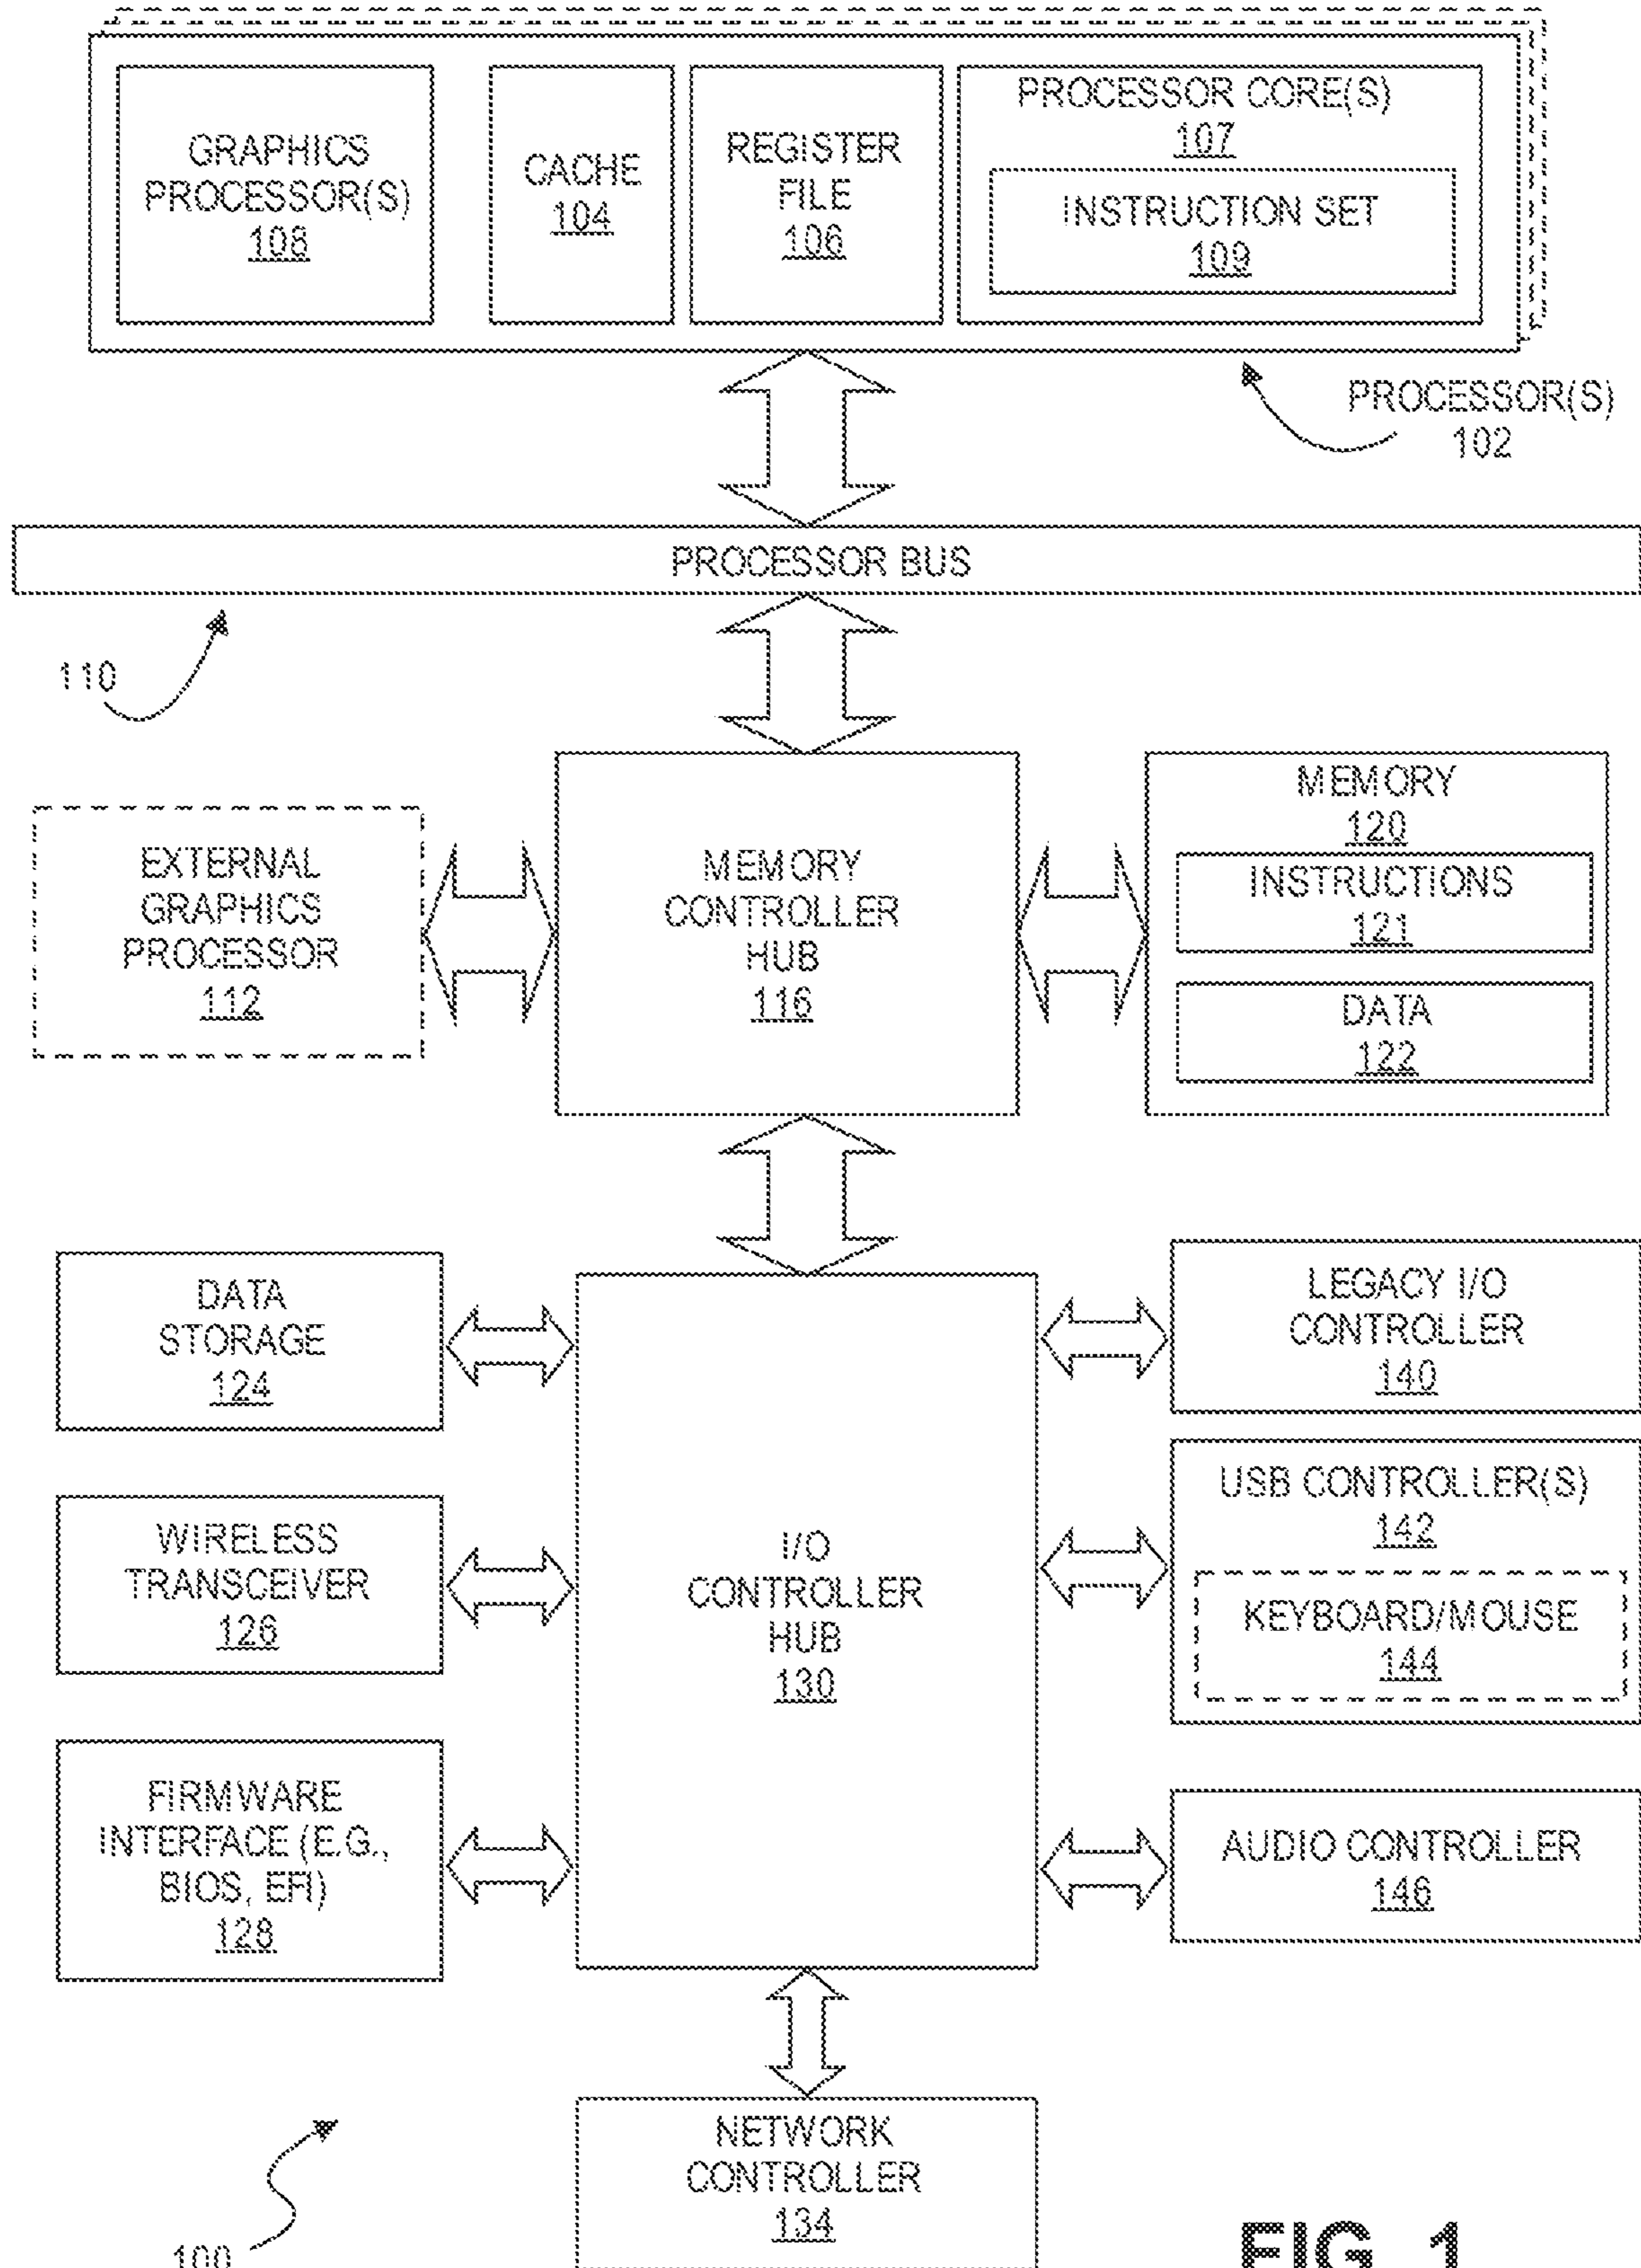 GRAPHICS
PROCESSOR(S)
108
CACHE
104
REGISTER
FILE
106
PROCESSOR CORE(S)
107
INSTRUCTION SET
109
PROCESSOR(S)
102
PROCESSOR BUS
110
EXTERNAL
GRAPHICS
PROCESSOR
112
MEMORY
CONTROLLER
HUB
116
MEMORY
120
INSTRUCTIONS
121
DATA
122
DATA
STORAGE
124
WIRELESS
TRANSCEIVER
126
FIRMWARE
INTERFACE (E.G.,
BIOS, EFI)
128
I/O
CONTROLLER
HUB
130
LEGACY I/O
CONTROLLER
140
USB CONTROLLER(S)
142
KEYBOARD/MOUSE
144
AUDIO CONTROLLER
146
NETWORK
CONTROLLER
134
100
FIG. 1